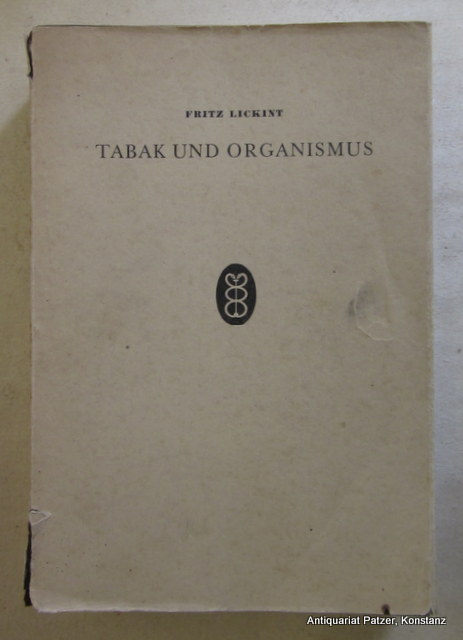 FRITZ LICKINT
TABAK UND ORGANISMUS
Antiquariat Patzer, Konstanz